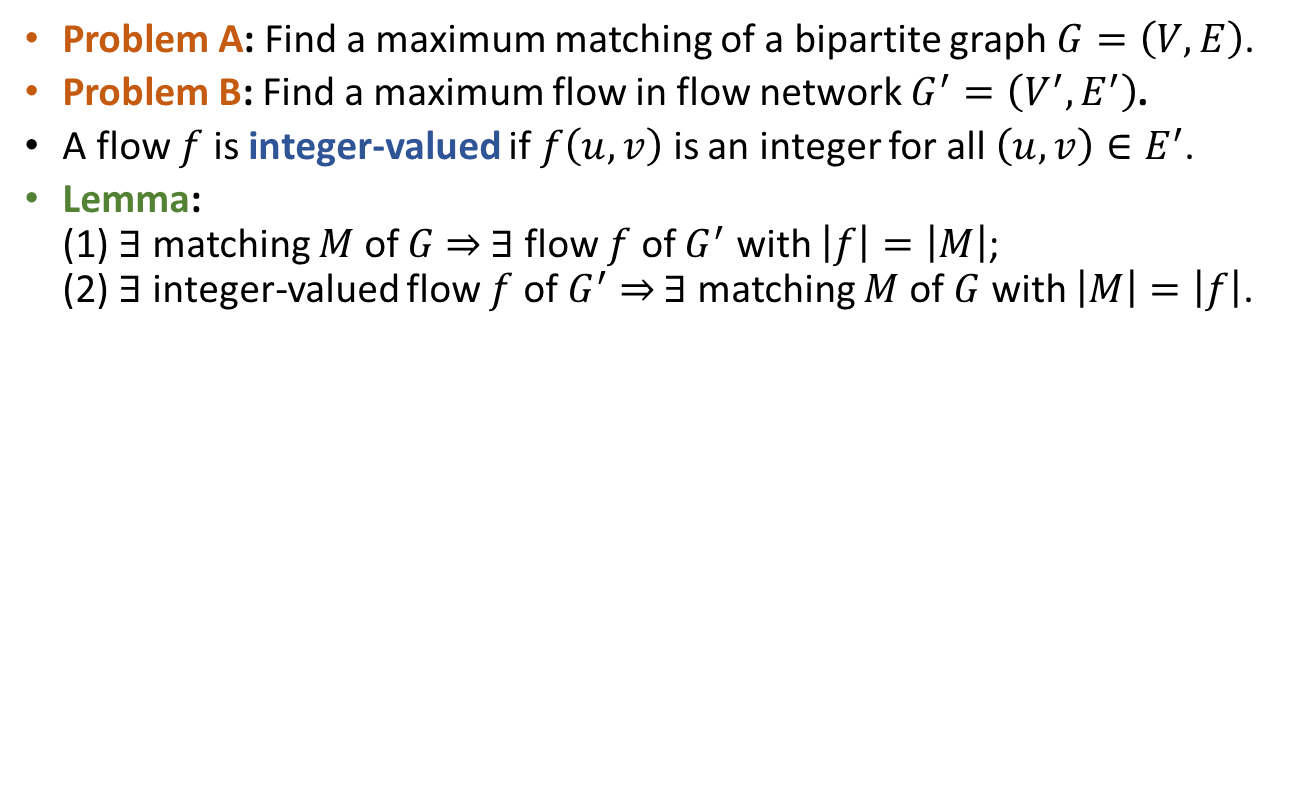 • Problem A: Find a maximum matching of a bipartite graph 𝐺 = (𝑉, 𝐸).
• Problem B: Find a maximum flow in flow network 𝐺′ = (𝑉′, 𝐸′).
• A flow 𝑓 is integer-valued if 𝑓(𝑢, 𝑣) is an integer for all (𝑢, 𝑣) ∈ 𝐸′.
• Lemma:
(1) ∃ matching 𝑀 of 𝐺 ⇒ ∃ flow 𝑓 of 𝐺′ with |𝑓| = |𝑀|;
(2) ∃ integer-valued flow 𝑓 of 𝐺′ ⇒ ∃ matching 𝑀 of 𝐺 with |𝑀| = |𝑓|.